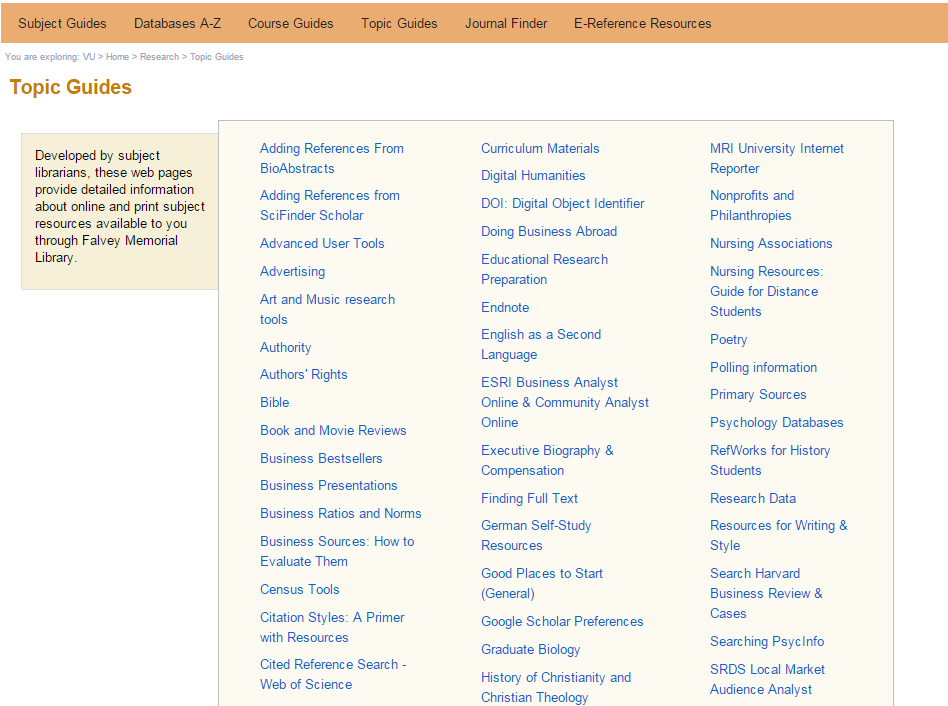 Subject Guides Databases A-Z Course Guides Topic Guides Journal Finder E-Reference Resources
You are exploring: VU > Home > Research > Topic Guides
Topic Guides
Developed by subject
librarians, these web pages
provide detailed information
about online and print subject
resources available to you
through Falvey Memorial
Library.
Adding References From
BioAbstracts
Adding References from
SciFinder Scholar
Advanced User Tools
Advertising
Art and Music research
tools
Authority
Authors' Rights
Bible
Book and Movie Reviews
Business Bestsellers
Business Presentations
Business Ratios and Norms
Business Sources: How to
Evaluate Them
Census Tools
Citation Styles: A Primer
with Resources
Cited Reference Search -
Web of Science
Curriculum Materials
Digital Humanities
DOI: Digital Object Identifier
Doing Business Abroad
Educational Research
Preparation
Endnote
English as a Second
Language
ESRI Business Analyst
Online & Community Analyst
Online
Executive Biography &
Compensation
Finding Full Text
German Self-Study
Resources
Good Places to Start
(General)
Google Scholar Preferences
Graduate Biology
History of Christianity and
Christian Theology
MRI University Internet
Reporter
Nonprofits and
Philanthropies
Nursing Associations
Nursing Resources:
Guide for Distance
Students
Poetry
Polling information
Primary Sources
Psychology Databases
RefWorks for History
Students
Research Data
Resources for Writing &
Style
Search Harvard
Business Review &
Cases
Searching PsycInfo
SRDS Local Market
Audience Analyst